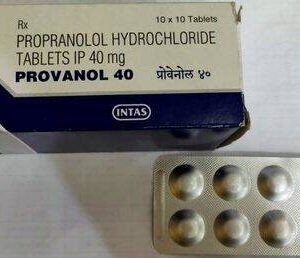 Rx
10 x 10 Tablets
PROPRANOLOL HYDROCHLORIDE
TABLETS IP 40 mg
PROVANOL 40 प्रोवेनोल ४०
INTAS